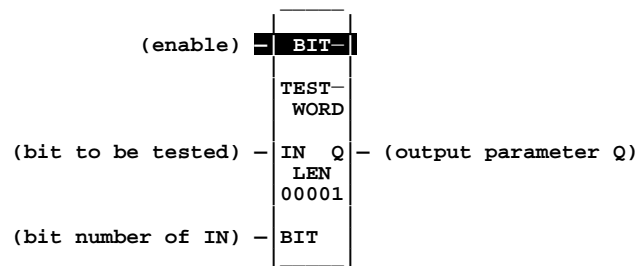 (enable) — BIT—
TEST—
WORD
(bit to be tested) — IN Q — (output parameter Q)
LEN
00001
(bit number of IN) — BIT